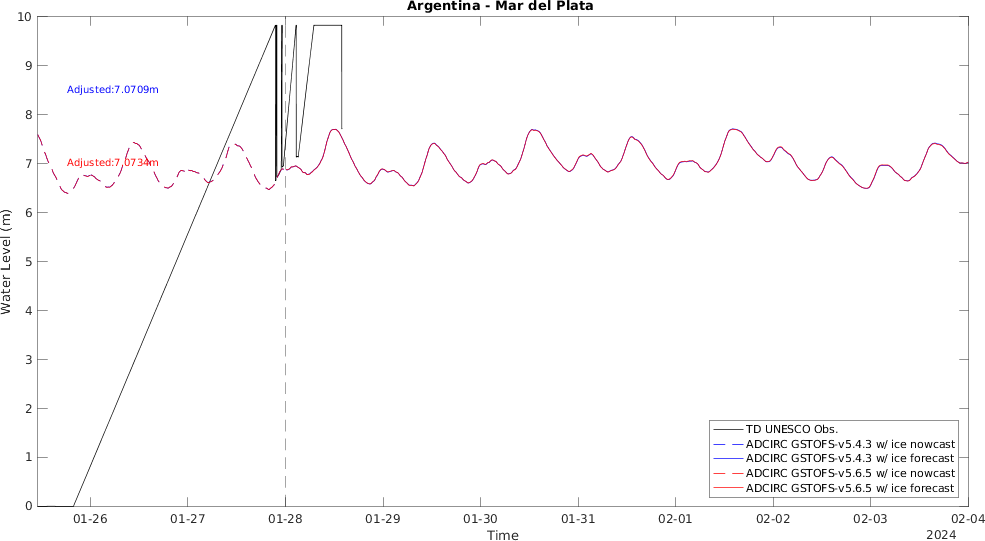 Argentina - Mar del Plata
10
9
8
7
6
5
4
3
2
1
0
Water Level (m)
Adjusted:7.0709m
Adjusted:7.0734m
TD UNESCO Obs.
ADCIRC GSTOFS-v5.4.3 w/ ice nowcast
ADCIRC GSTOFS-v5.4.3 w/ ice forecast
ADCIRC GSTOFS-v5.6.5 w/ ice nowcast
ADCIRC GSTOFS-v5.6.5 w/ ice forecast
01-26 01-27 01-28 01-29 01-30 01-31 02-01 02-02 02-03 02-04
Time
2024